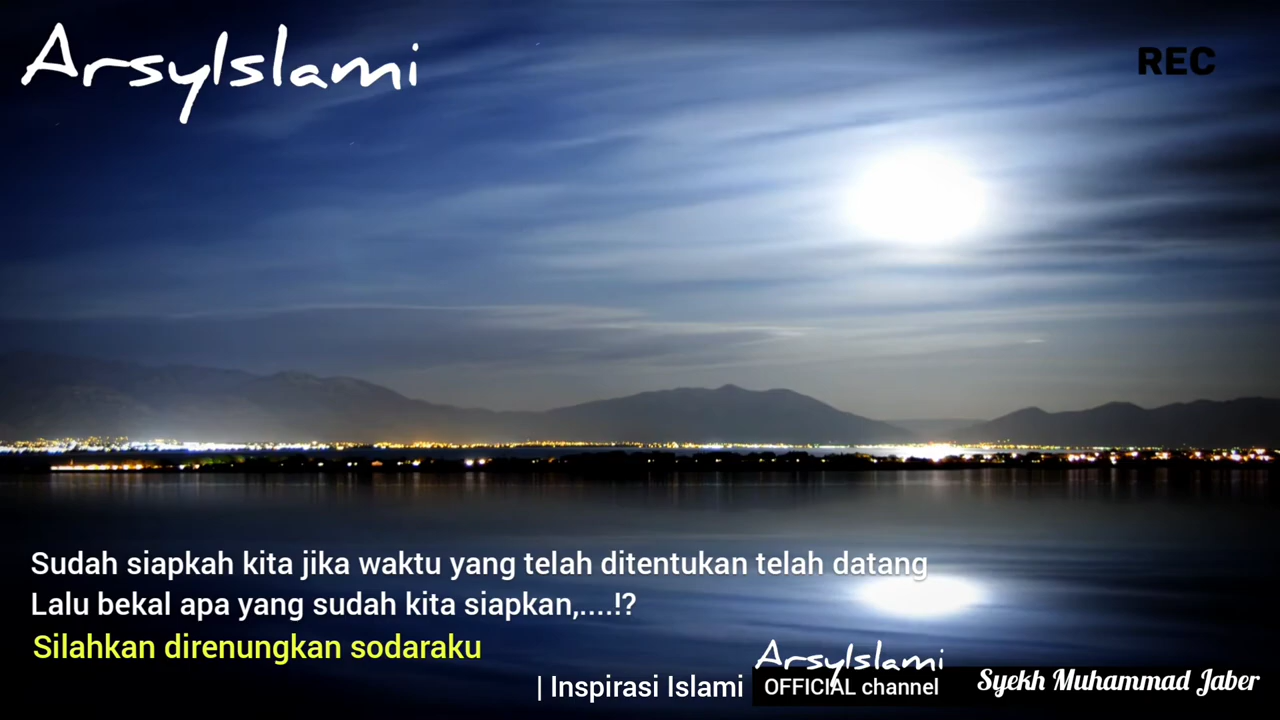 ArsyIslami
REC
Sudah siapkah kita jika waktu yang telah ditentukan telah datang
Lalu bekal apa yang sudah kita siapkan,....!?
Silahkan direnungkan sodaraku
| Inspirasi Islami
ArsyIslami
OFFICIAL channel
Syekh Muhammad Jaber